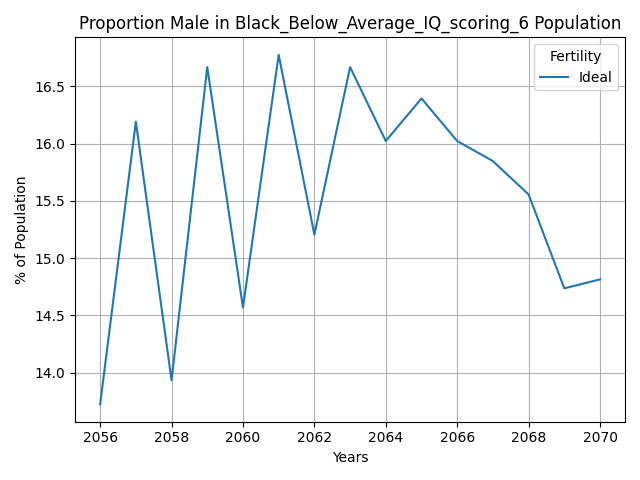 Proportion Male in Black_Below_Average_IQ_scoring_6 Population
Fertility
Ideal
% of Population
16.5
16.0
15.5
15.0
14.5
14.0
2056 2058 2060 2062 2064 2066 2068 2070
Years